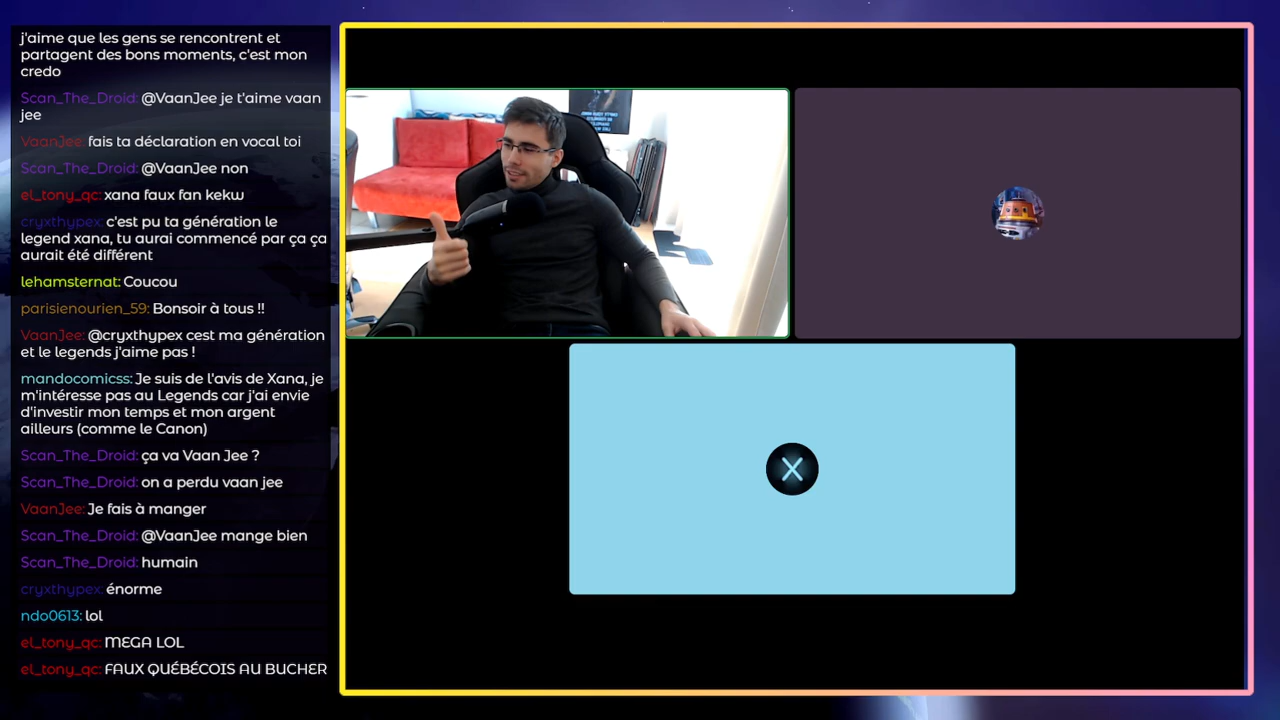 j'aime que les gens se rencontrent et
partagent des bons moments, c'est mon
credo
Scan_The_Droid: @VaanJee je t'aime vaan
jee
VaanJee: fais ta déclaration en vocal toi
Scan_The_Droid: @VaanJee non
el_tony_qc: xana faux fan kekw
cryxthypex: c'est pu ta génération le
legend xana, tu aurai commencé par ça ça
aurait été différent
lehamsternat: Coucou
parisienourien_59: Bonsoir à tous !!
VaanJee: @cryxthypex cest ma génération
et le legends j'aime pas !
mandocomicss: Je suis de l'avis de Xana, je
m'intéresse pas au Legends car j'ai envie
d'investir mon temps et mon argent
ailleurs (comme le Canon)
Scan_The_Droid: ça va Vaan Jee ?
Scan_The_Droid: on a perdu vaan jee
VaanJee: Je fais à manger
Scan_The_Droid: @VaanJee mange bien
Scan_The_Droid: humain
cryxthypex: énorme
ndo0613: lol
el_tony_qc: MEGA LOL
el_tony_qc: FAUX QUÉBÉCOIS AU BUCHER
X